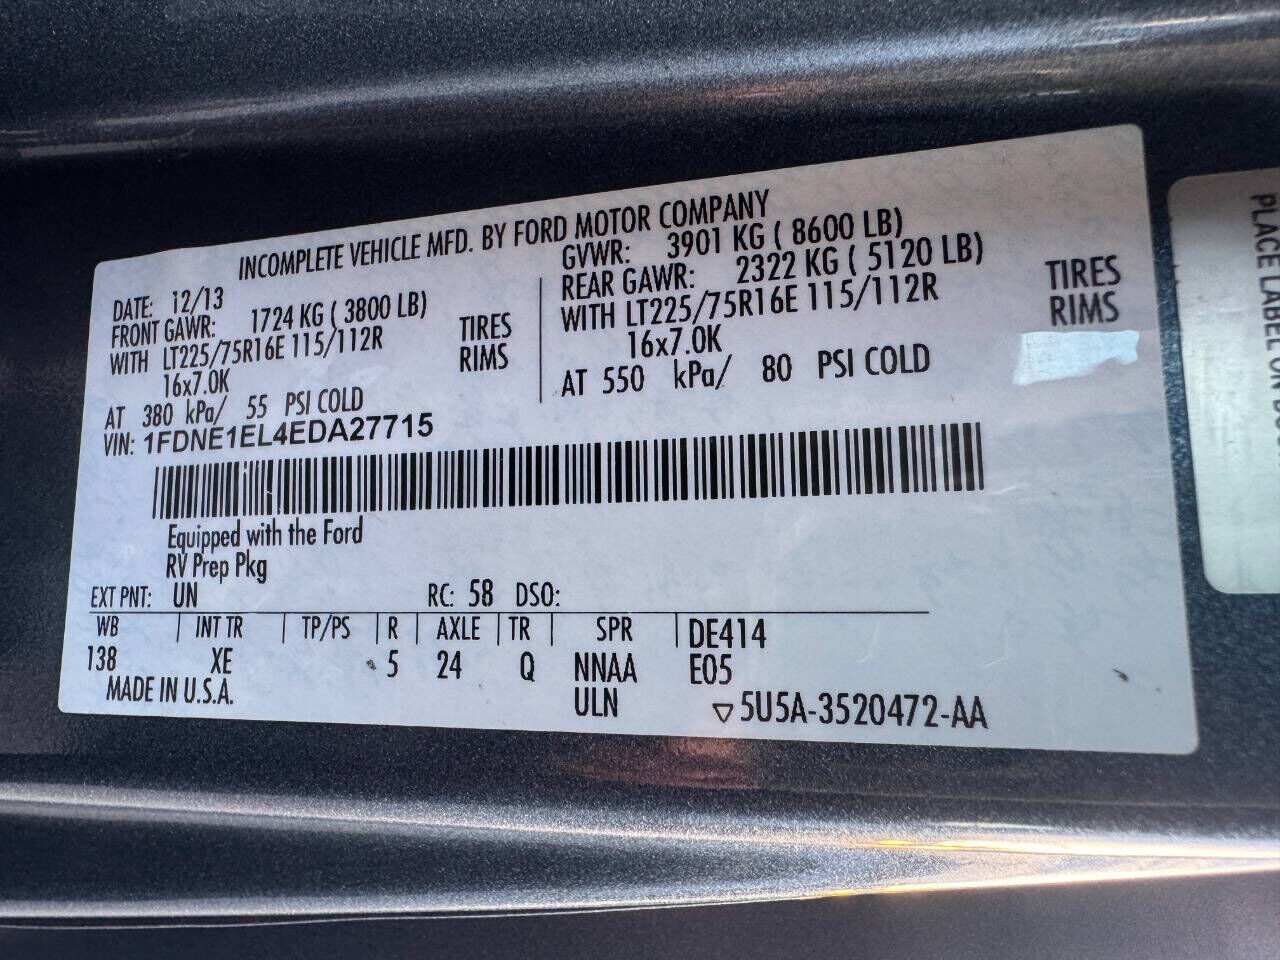 INCOMPLETE VEHICLE MFD. BY FORD MOTOR COMPANY
DATE: 12/13
FRONT GAWR: 1724 KG ( 3800 LB)
WITH LT225/75R16E 115/112R TIRES
16x7.0K RIMS
AT 380 kPa/ 55 PSI COLD
GVWR: 3901 KG ( 8600 LB)
REAR GAWR: 2322 KG ( 5120 LB)
WITH LT225/75R16E 115/112R TIRES
16x7.0K RIMS
AT 550 kPa/ 80 PSI COLD
VIN: 1FDNE1EL4EDA27715
Equipped with the Ford
RV Prep Pkg
EXT PNT: UN RC: 58 DSO:
WB | INT TR | TP/PS | R | AXLE | TR | SPR | DE414
138 XE 5 24 Q NNAA E05
MADE IN U.S.A. ULN ▽5U5A-3520472-AA
PLACE LABEL OR